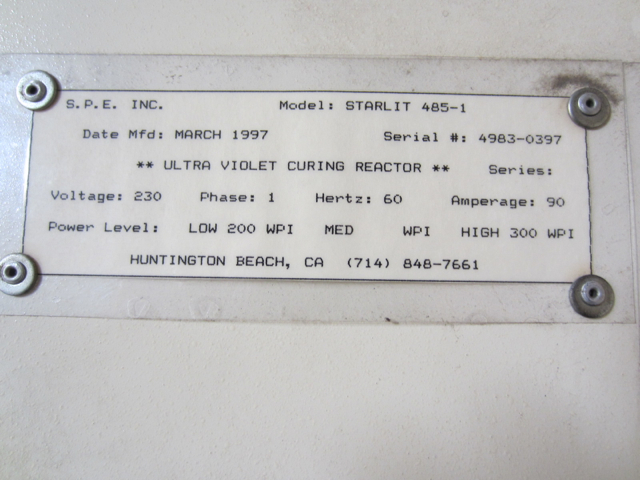 S.P.E. INC. Model: STARLIT 485-1
Date Mfd: MARCH 1997 Serial #: 4983-0397
** ULTRA VIOLET CURING REACTOR ** Series:
Voltage: 230 Phase: 1 Hertz: 60 Amperage: 90
Power Level: LOW 200 WPI MED WPI HIGH 300 WPI
HUNTINGTON BEACH, CA (714) 848-7661